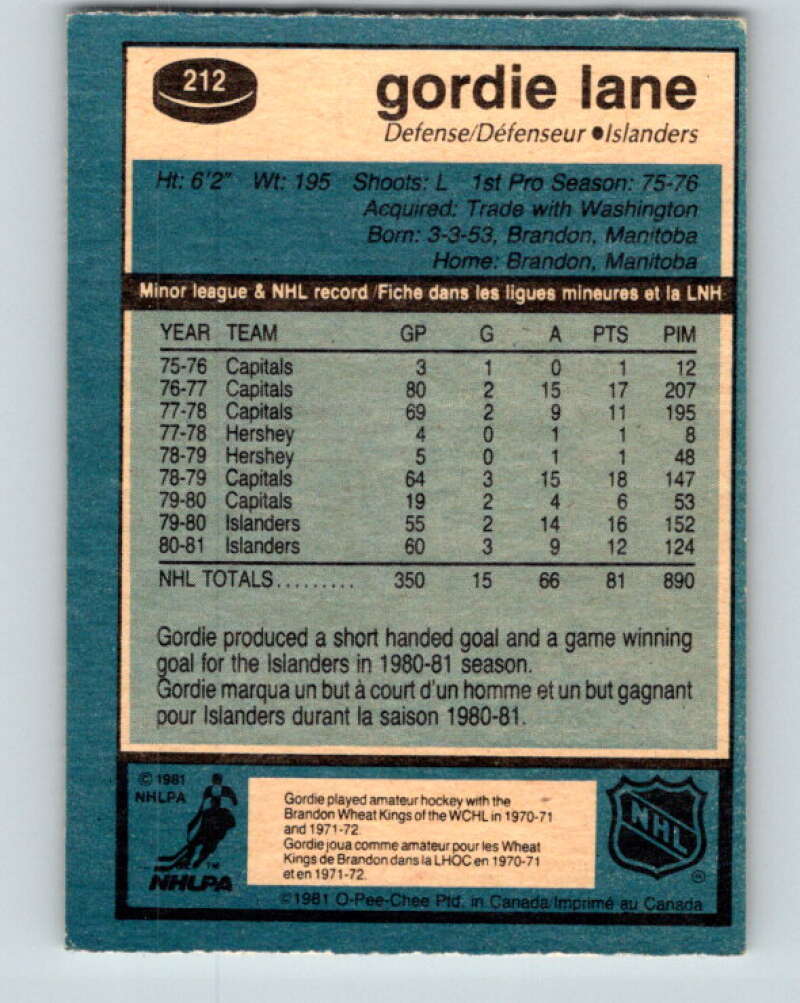 212
gordie lane
Defense/Défenseur ●Islanders
Ht: 6'2" Wt: 195 Shoots: L 1st Pro Season: 75-76
Acquired: Trade with Washington
Born: 3-3-53, Brandon, Manitoba
Home: Brandon, Manitoba
Minor league & NHL record/Fiche dans les ligues mineures et la LNH
YEAR TEAM GP G A PTS PIM
75-76 Capitals 3 1 0 1 12
76-77 Capitals 80 2 15 17 207
77-78 Capitals 69 2 9 11 195
77-78 Hershey 4 0 1 1 8
78-79 Hershey 5 0 1 1 48
78-79 Capitals 64 3 15 18 147
79-80 Capitals 19 2 4 6 53
79-80 Islanders 55 2 14 16 152
80-81 Islanders 60 3 9 12 124
NHL TOTALS......... 350 15 66 81 890
Gordie produced a short handed goal and a game winning
goal for the Islanders in 1980-81 season.
Gordie marqua un but à court d'un homme et un but gagnant
pour Islanders durant la saison 1980-81.
© 1981
NHLPA
TM
NHLPA
Gordie played amateur hockey with the
Brandon Wheat Kings of the WCHL in 1970-71
and 1971-72.
Gordie joua comme amateur pour les Wheat
Kings de Brandon dans la LHOC en 1970-71
et en 1971-72.
NHL
©1981 O-Pee-Chee Ptd. in Canada/Imprimé au Canada